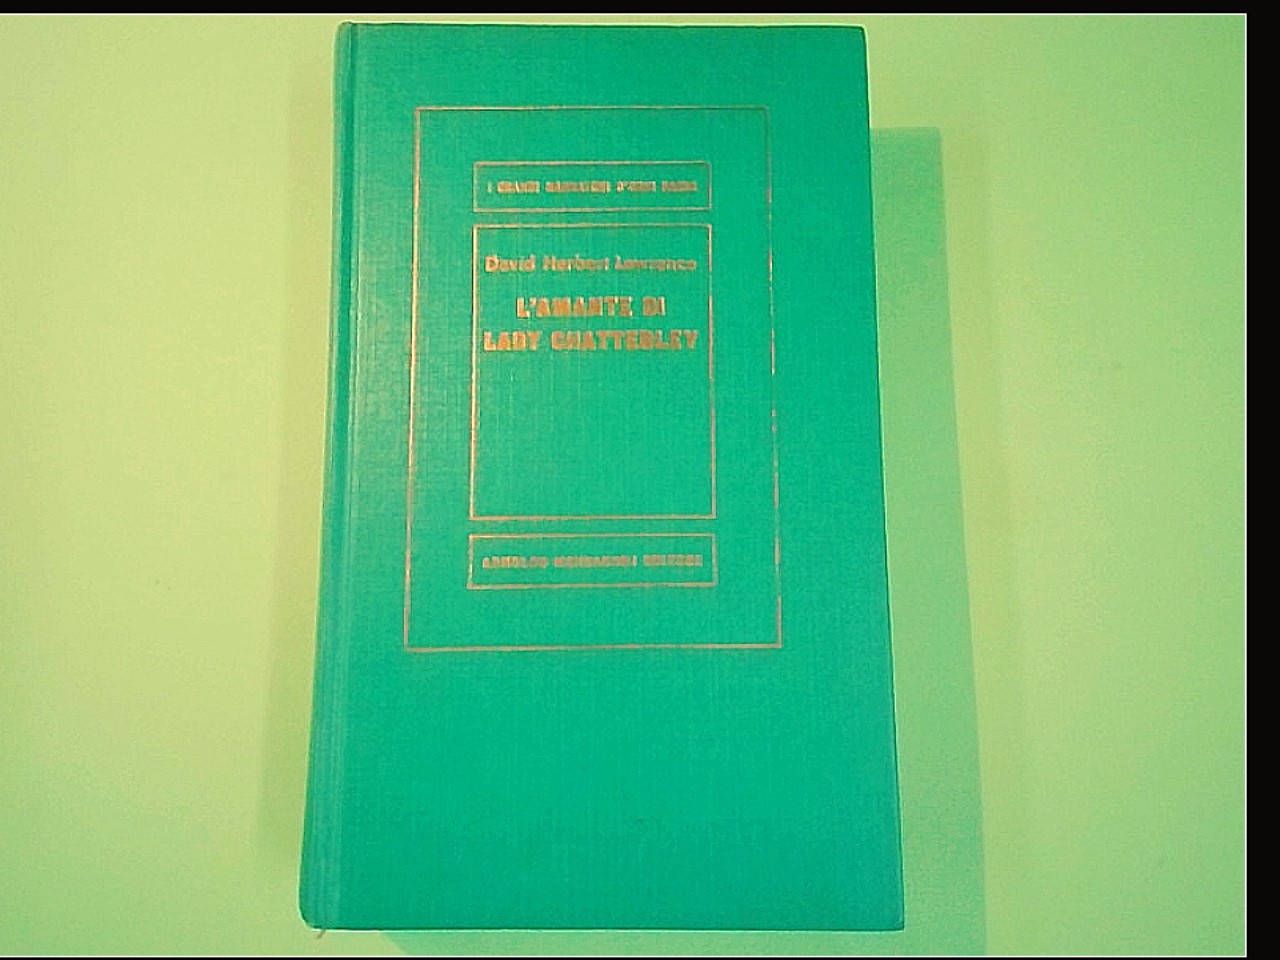 I GRANDI NARRATORI D'OGNI PAESE
David Herbert Lawrence
L'AMANTE DI
LADY CHATTERLEY
ARNOLDO MONDADORI EDITORE